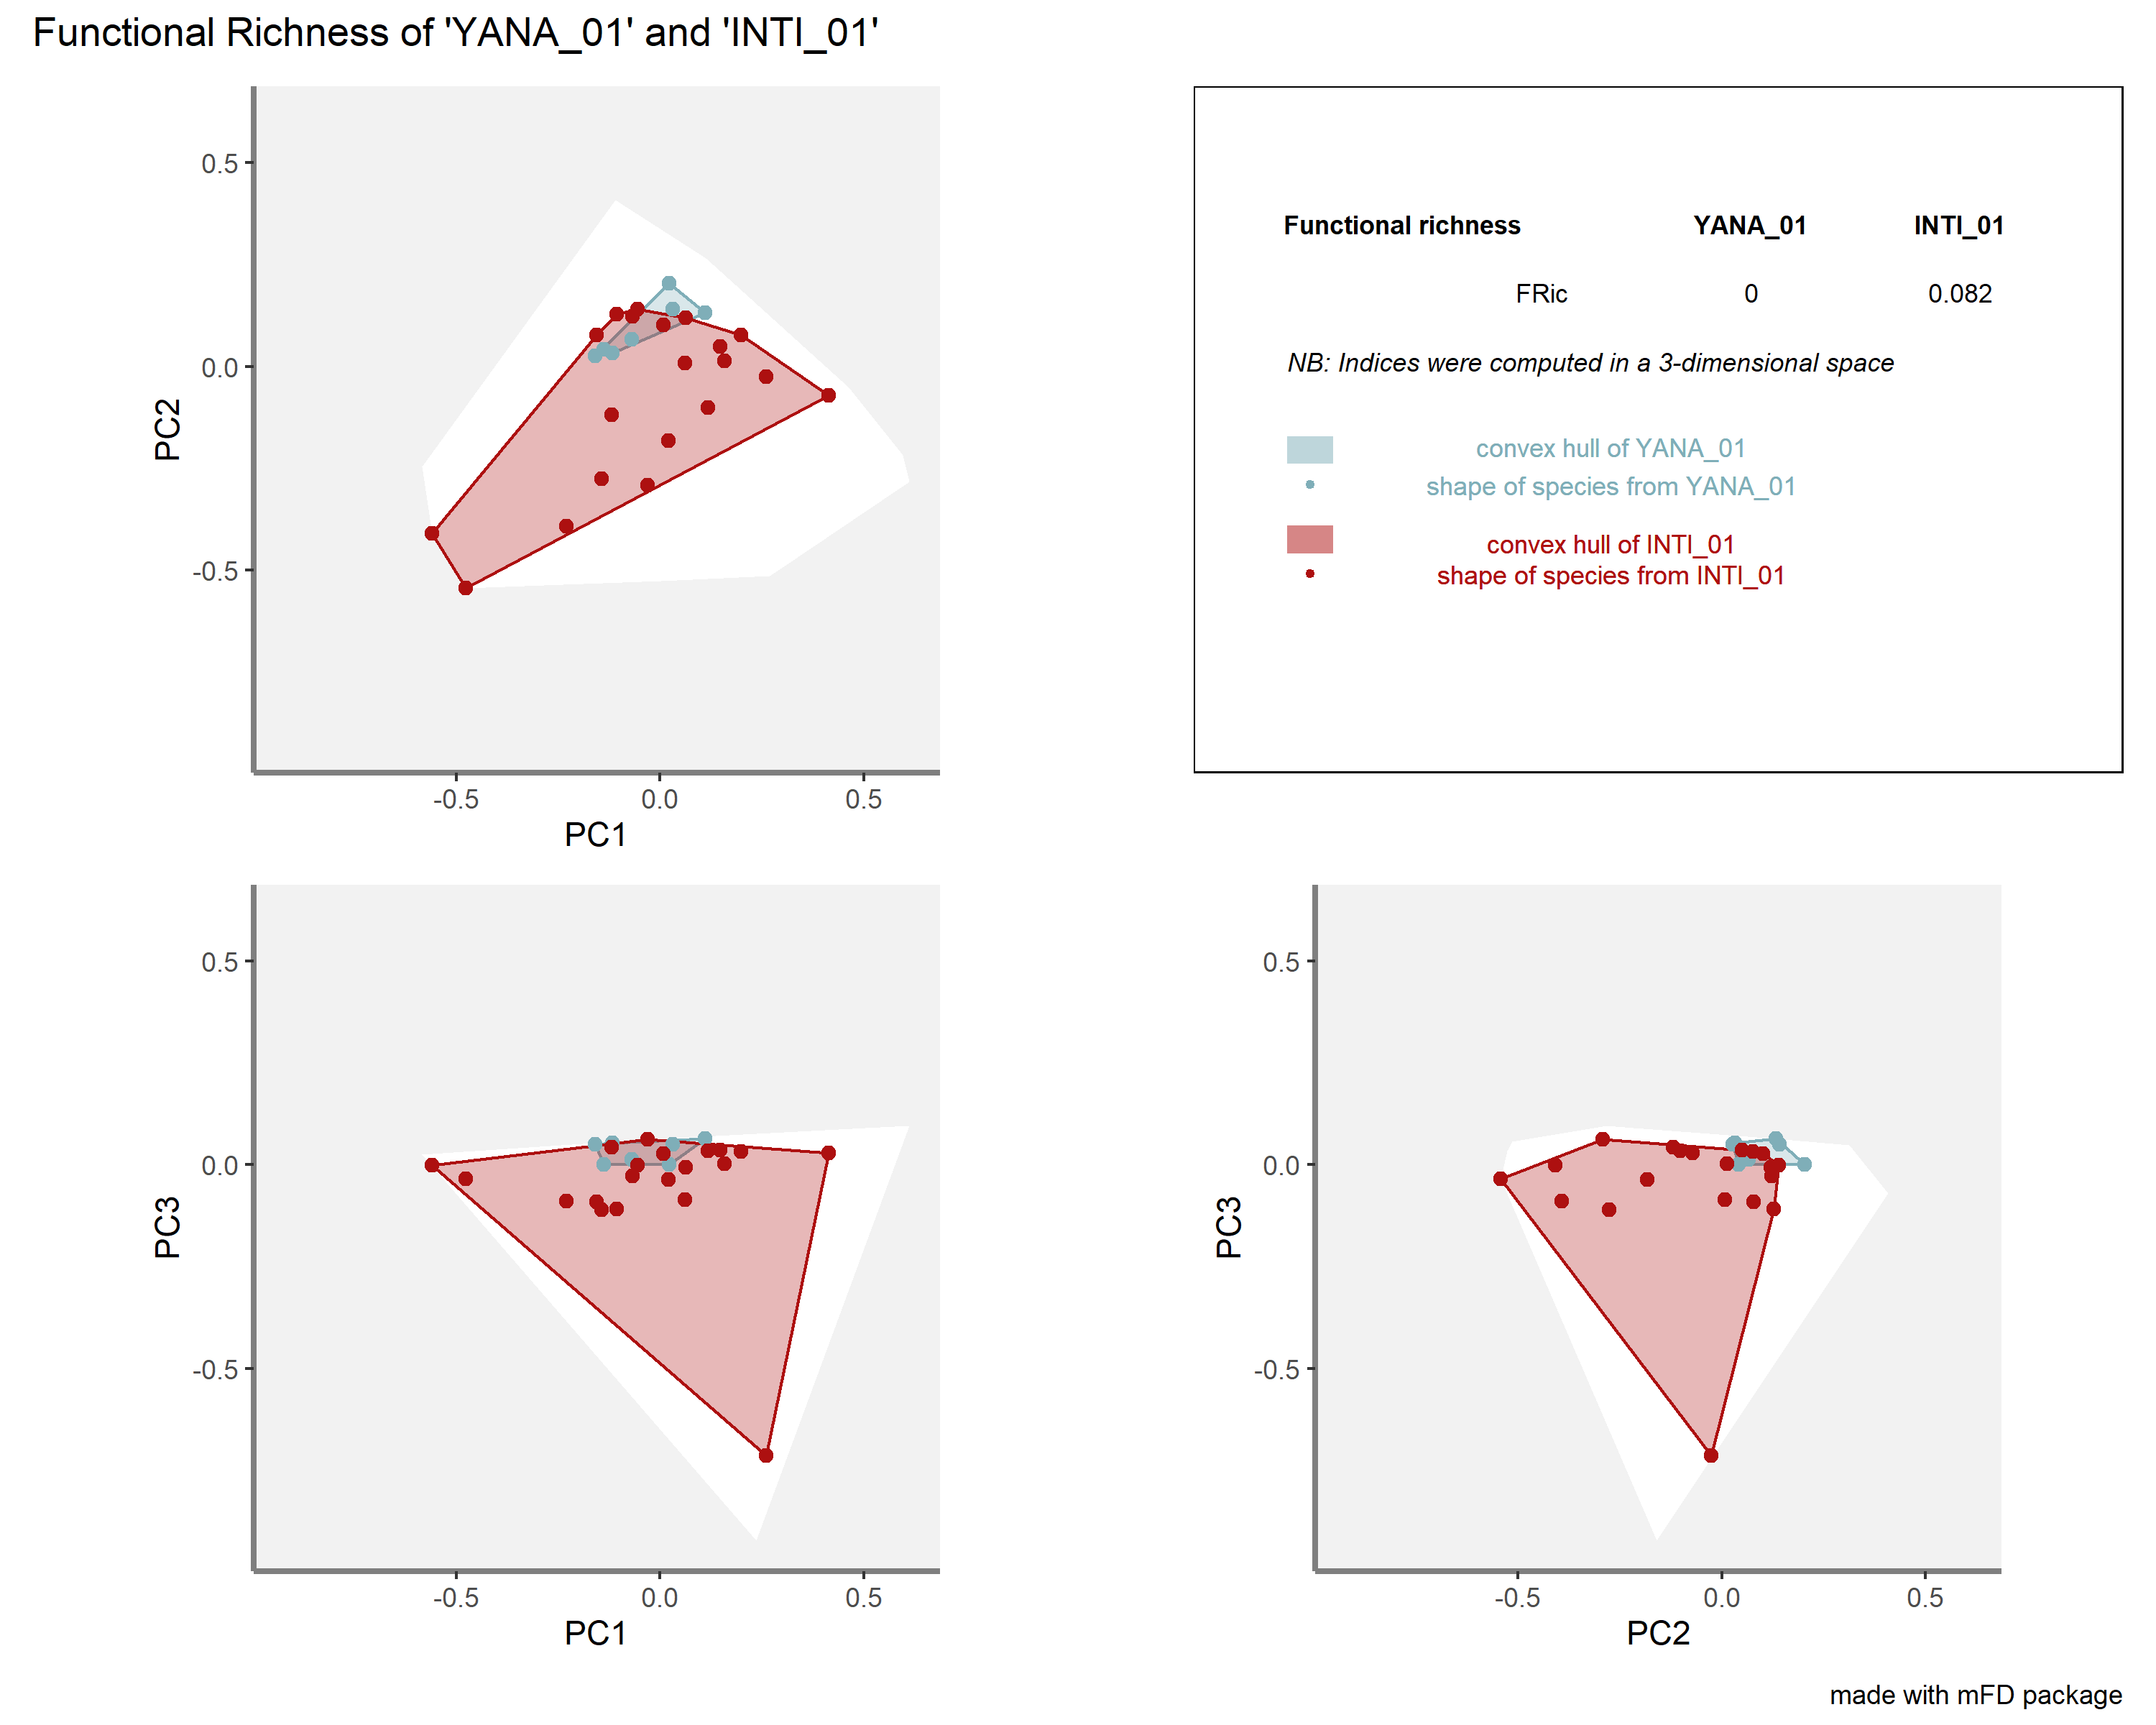 Functional Richness of 'YANA_01' and 'INTI_01'
0.5
0.0
-0.5
PC2
-0.5 0.0 0.5
PC1
Functional richness YANA_01 INTI_01
FRic 0 0.082
NB: Indices were computed in a 3-dimensional space
convex hull of YANA_01
shape of species from YANA_01
convex hull of INTI_01
shape of species from INTI_01
0.5
0.0
-0.5
PC3
-0.5 0.0 0.5
PC1
0.5
0.0
-0.5
PC3
-0.5 0.0 0.5
PC2
made with mFD package